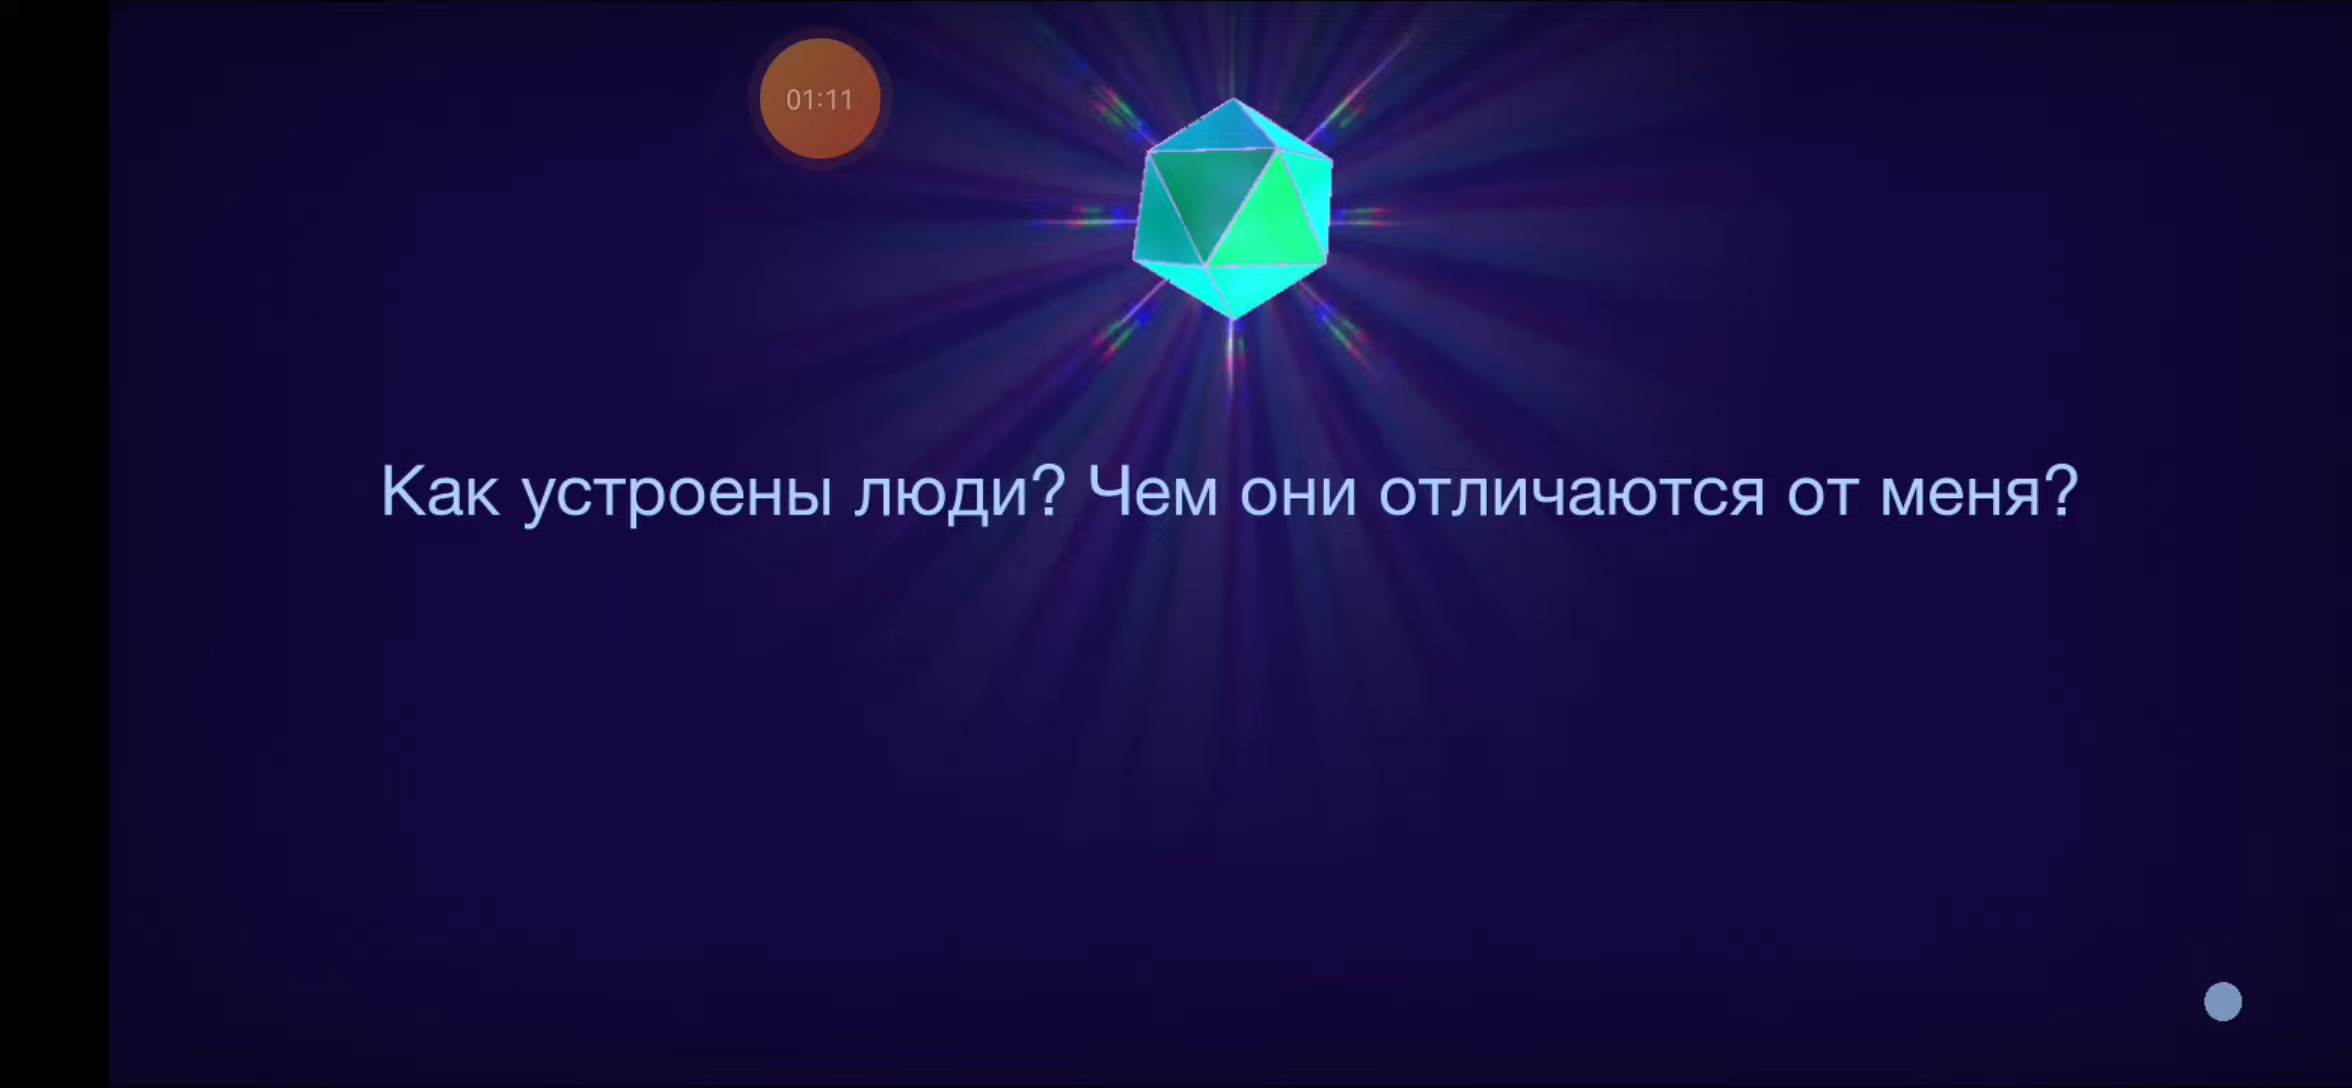 01:11
Как устроены люди? Чем они отличаются от меня?